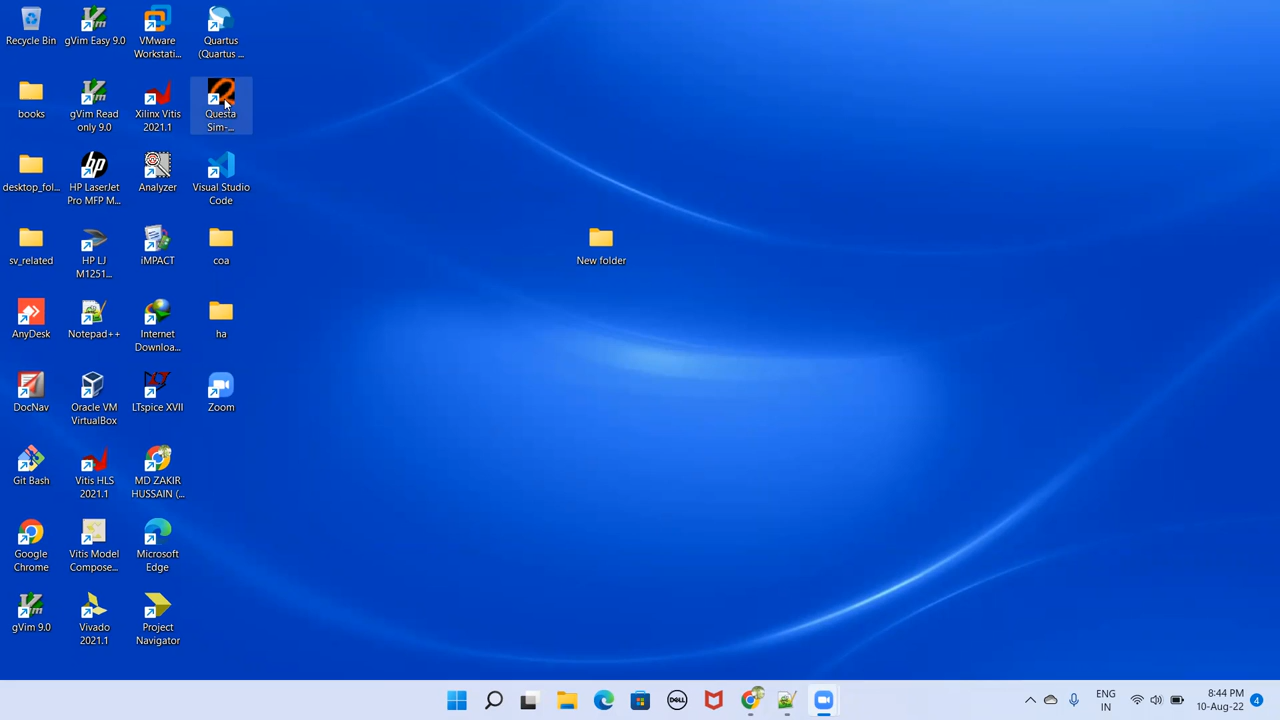 Recycle Bin
gVim Easy 9.0
VMware
Workstati...
Quartus
(Quartus ...
books
gVim Read
only 9.0
Xilinx Vitis
2021.1
Questa
Sim-...
desktop_fol...
hp
HP LaserJet
Pro MFP M...
Analyzer
Visual Studio
Code
sv_related
HP LJ
M1251...
iMPACT
coa
New folder
AnyDesk
Notepad++
Internet
Downloa...
ha
DocNav
Oracle VM
VirtualBox
LTspice XVII
Zoom
Git Bash
Vitis HLS
2021.1
MD ZAKIR
HUSSAIN (...
Google
Chrome
Vitis Model
Compose...
Microsoft
Edge
gVim 9.0
Vivado
2021.1
Project
Navigator
DELL
ENG
IN
8:44 PM
10-Aug-22
4